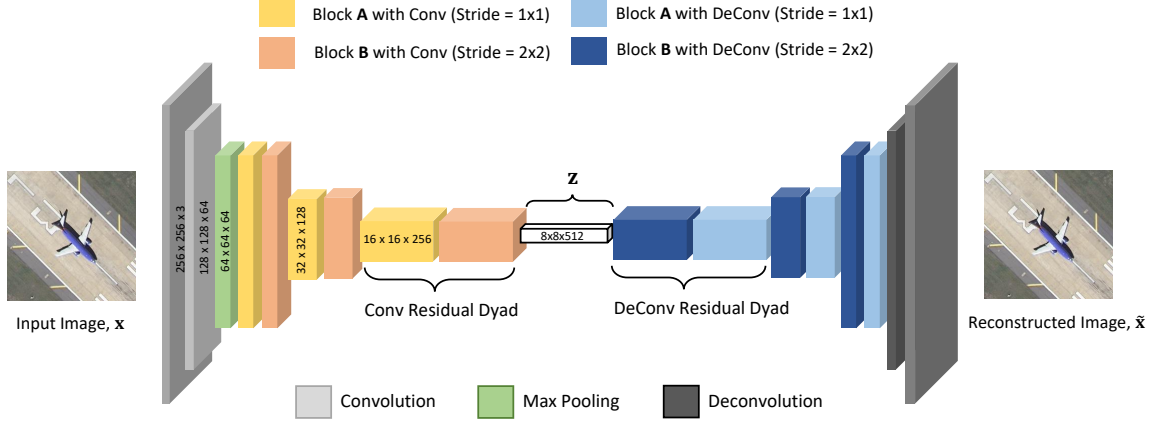 Block A with Conv (Stride = 1x1)
Block A with DeConv (Stride = 1x1)
Block B with Conv (Stride = 2x2)
Block B with DeConv (Stride = 2x2)
256 x 256 x 3
128 x 128 x 64
64 x 64 x 64
32 x 32 x 128
16 x 16 x 256
z
8x8x512
Conv Residual Dyad
DeConv Residual Dyad
Input Image, x
Reconstructed Image, x̃
Convolution
Max Pooling
Deconvolution